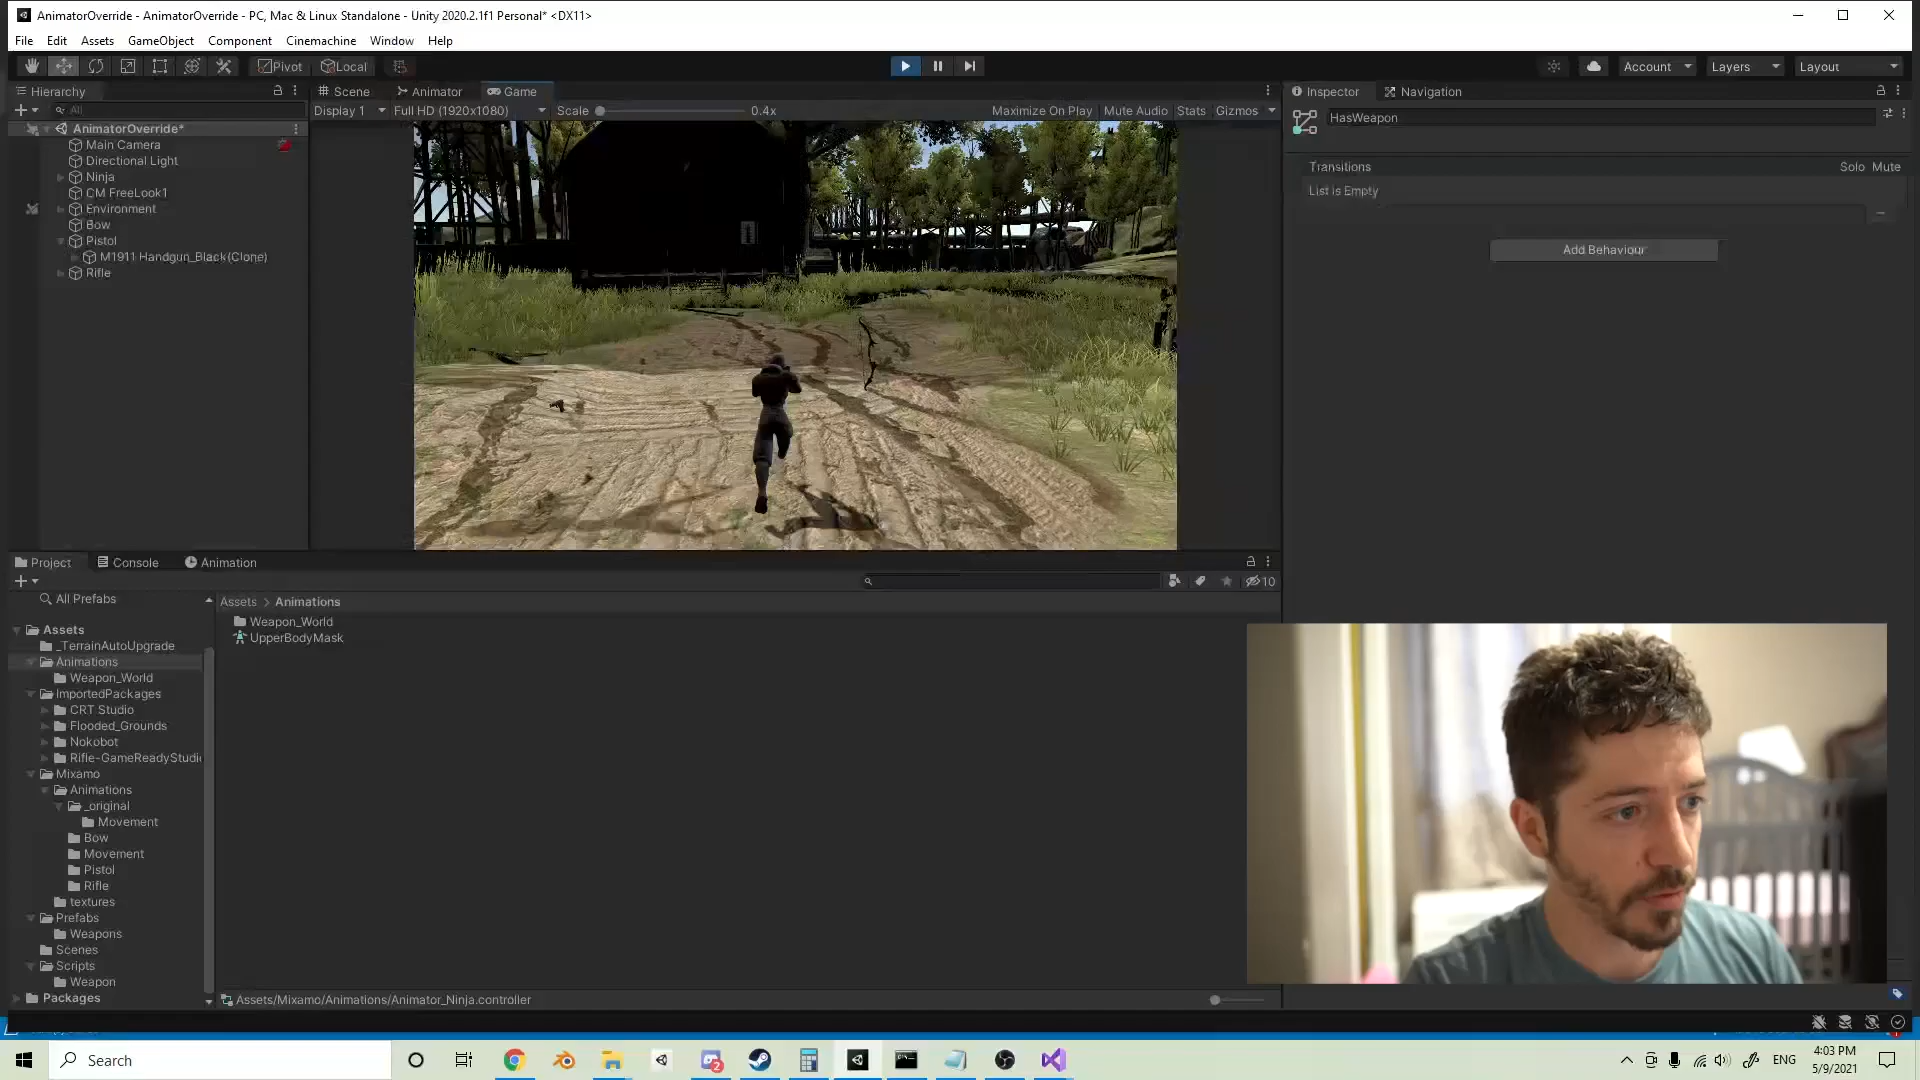 AnimatorOverride - AnimatorOverride - PC, Mac & Linux Standalone - Unity 2020.2.1f1 Personal* <DX11>
File Edit Assets GameObject Component Cinemachine Window Help
Pivot Local Account Layers Layout
Hierarchy
All
AnimatorOverride*
Main Camera
Directional Light
Ninja
CM FreeLook1
Environment
Bow
Pistol
M1911 Handgun_Black(Clone)
Rifle
Scene Animator Game
Display 1 Full HD (1920x1080) Scale 0.4x Maximize On Play Mute Audio Stats Gizmos
Inspector Navigation
HasWeapon
Transitions Solo Mute
List is Empty
Add Behaviour
Project Console Animation
10
All Prefabs
Assets
_TerrainAutoUpgrade
Animations
Weapon_World
ImportedPackages
CRT Studio
Flooded_Grounds
Nokobot
Rifle-GameReadyStudi
Mixamo
Animations
_original
Movement
Bow
Movement
Pistol
Rifle
textures
Prefabs
Weapons
Scenes
Scripts
Weapon
Packages
Assets > Animations
Weapon_World
UpperBodyMask
Assets/Mixamo/Animations/Animator_Ninja.controller
Search
2
ENG
4:03 PM
5/9/2021